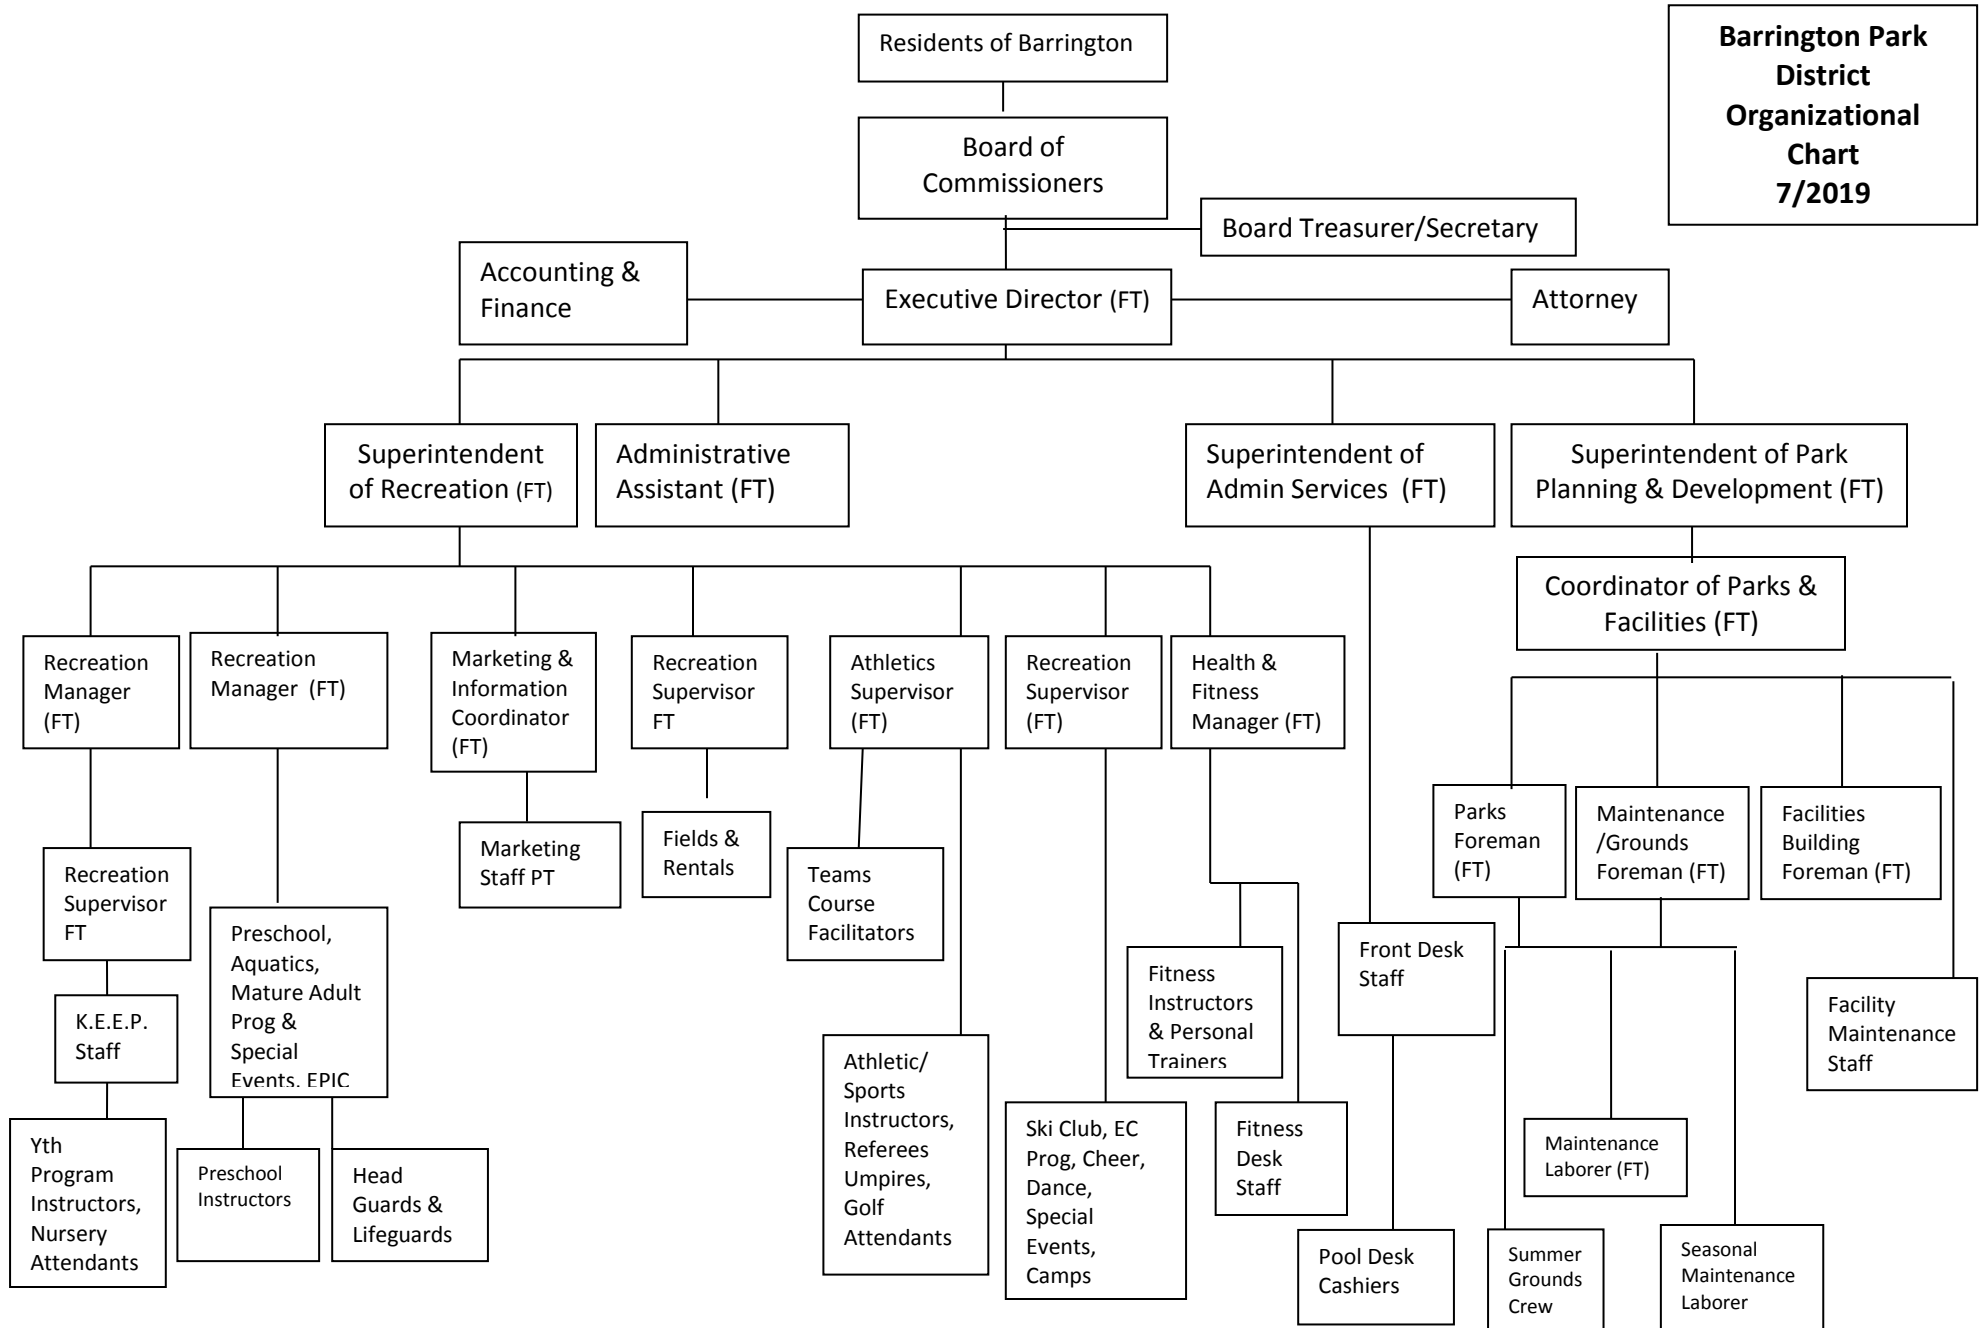 Residents of Barrington
Barrington Park
District
Organizational
Chart
7/2019
Board of
Commissioners
Board Treasurer/Secretary
Accounting &
Finance
Executive Director (FT)
Attorney
Superintendent
of Recreation (FT)
Administrative
Assistant (FT)
Superintendent of
Admin Services  (FT)
Superintendent of Park
Planning & Development (FT)
Coordinator of Parks &
Facilities (FT)
Recreation
Manager
(FT)
Recreation
Manager  (FT)
Marketing &
Information
Coordinator
(FT)
Recreation
Supervisor
FT
Athletics
Supervisor
(FT)
Recreation
Supervisor
(FT)
Health &
Fitness
Manager (FT)
Parks
Foreman
(FT)
Maintenance
/Grounds
Foreman (FT)
Facilities
Building
Foreman (FT)
Recreation
Supervisor
FT
Marketing
Staff PT
Fields &
Rentals
Teams
Course
Facilitators
Preschool,
Aquatics,
Mature Adult
Prog &
Special
Events, EPIC
Fitness
Instructors
& Personal
Trainers
Front Desk
Staff
Facility
Maintenance
Staff
K.E.E.P.
Staff
Athletic/
Sports
Instructors,
Referees
Umpires,
Golf
Attendants
Ski Club, EC
Prog, Cheer,
Dance,
Special
Events,
Camps
Fitness
Desk
Staff
Maintenance
Laborer (FT)
Yth
Program
Instructors,
Nursery
Attendants
Preschool
Instructors
Head
Guards &
Lifeguards
Pool Desk
Cashiers
Summer
Grounds
Crew
Seasonal
Maintenance
Laborer